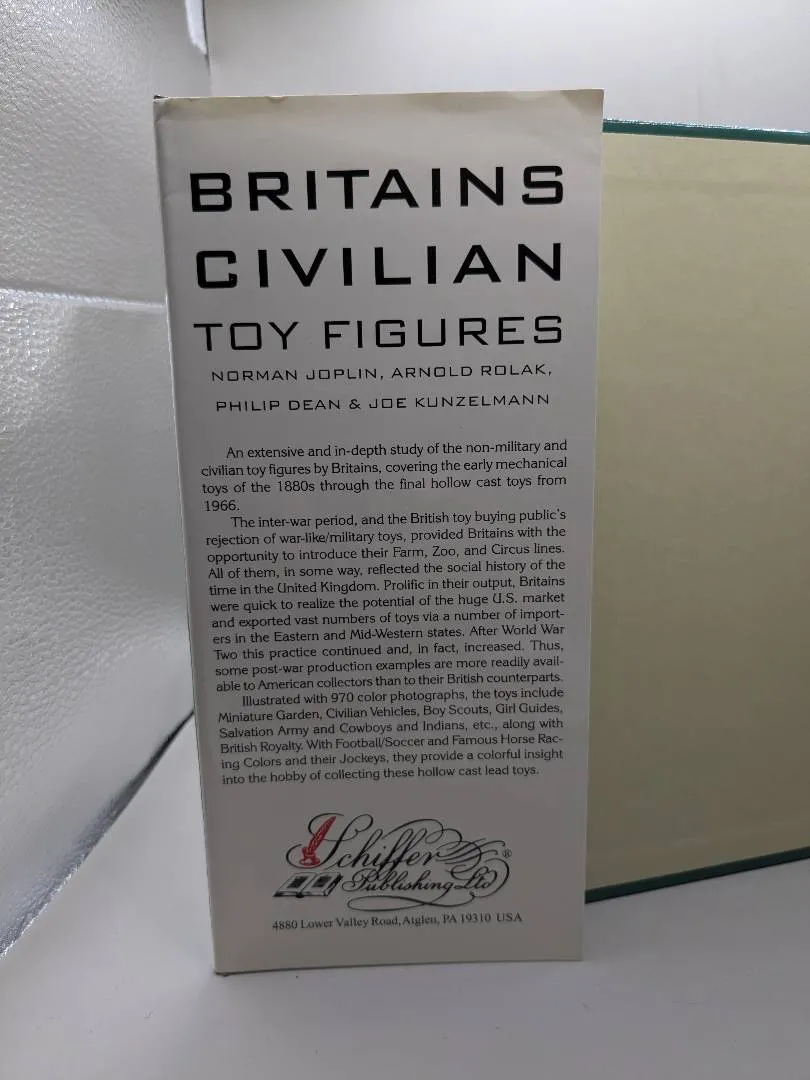 BRITAINS
CIVILIAN
TOY FIGURES
NORMAN JOPLIN, ARNOLD ROLAK,
PHILIP DEAN & JOE KUNZELMANN
An extensive and in-depth study of the non-military and
civilian toy figures by Britains, covering the early mechanical
toys of the 1880s through the final hollow cast toys from
1966.
The inter-war period, and the British toy buying public's
rejection of war-like/military toys, provided Britains with the
opportunity to introduce their Farm, Zoo, and Circus lines.
All of them, in some way, reflected the social history of the
time in the United Kingdom. Prolific in their output, Britains
were quick to realize the potential of the huge U.S. market
and exported vast numbers of toys via a number of import-
ers in the Eastern and Mid-Western states. After World War
Two this practice continued and, in fact, increased. Thus,
some post-war production examples are more readily avail-
able to American collectors than to their British counterparts.
Illustrated with 970 color photographs, the toys include
Miniature Garden, Civilian Vehicles, Boy Scouts, Girl Guides,
Salvation Army and Cowboys and Indians, etc., along with
British Royalty. With Football/Soccer and Famous Horse Rac-
ing Colors and their Jockeys, they provide a colorful insight
into the hobby of collecting these hollow cast lead toys.
Schiffer ®
Publishing Ltd
4880 Lower Valley Road, Atglen, PA 19310 USA